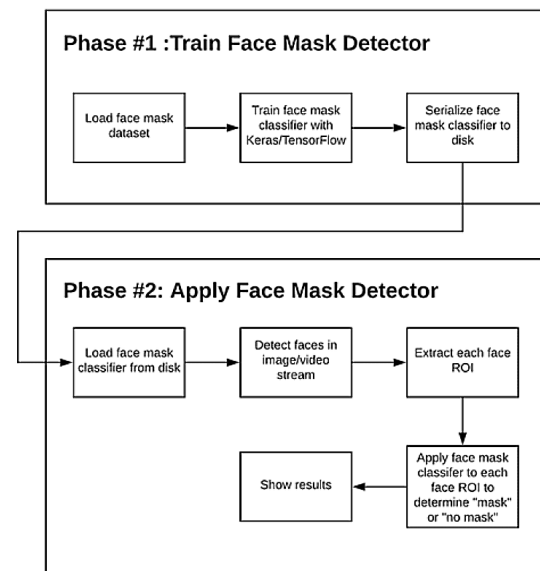 Phase #1 :Train Face Mask Detector
Load face mask
dataset
Train face mask
classifier with
Keras/TensorFlow
Serialize face
mask classifier to
disk
Phase #2: Apply Face Mask Detector
Load face mask
classifier from disk
Detect faces in
image/video
stream
Extract each face
ROI
Apply face mask
classifer to each
face ROI to
determine "mask"
or "no mask"
Show results